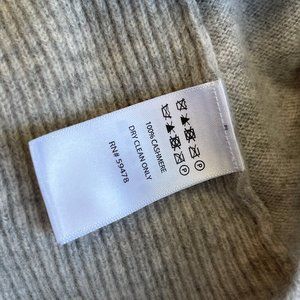 100% CASHMERE
DRY CLEAN ONLY
RN# 59478